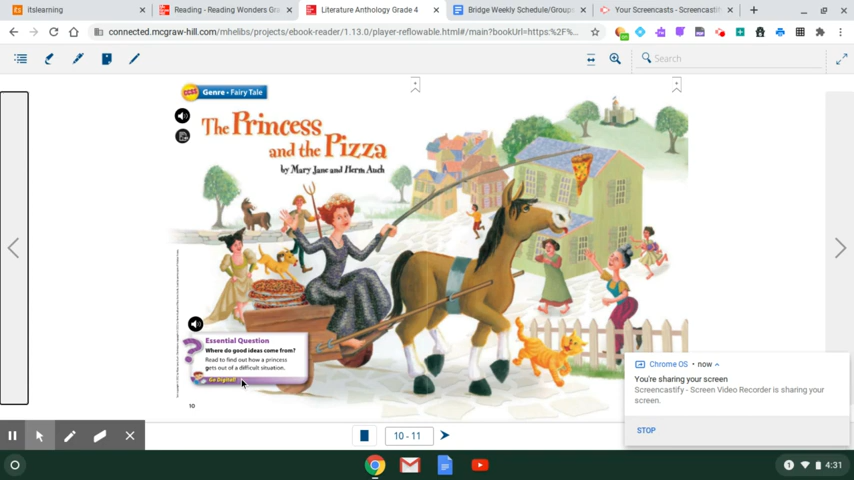 itslearning
Reading - Reading Wonders Gr
Literature Anthology Grade 4
Bridge Weekly Schedule/Groups
Your Screencasts - Screencastify
connected.mcgraw-hill.com/mhelibs/projects/ebook-reader/1.13.0/player-reflowable.html#/main?bookUrl=https:%2F%...
Search
CCSS Genre • Fairy Tale
The Princess
and the Pizza
by Mary Jane and Herm Auch
? Essential Question
Where do good ideas come from?
Read to find out how a princess
gets out of a difficult situation.
Go Digital!
10
Chrome OS • now
You're sharing your screen
Screencastify - Screen Video Recorder is sharing your
screen.
STOP
10 - 11
1
4:31